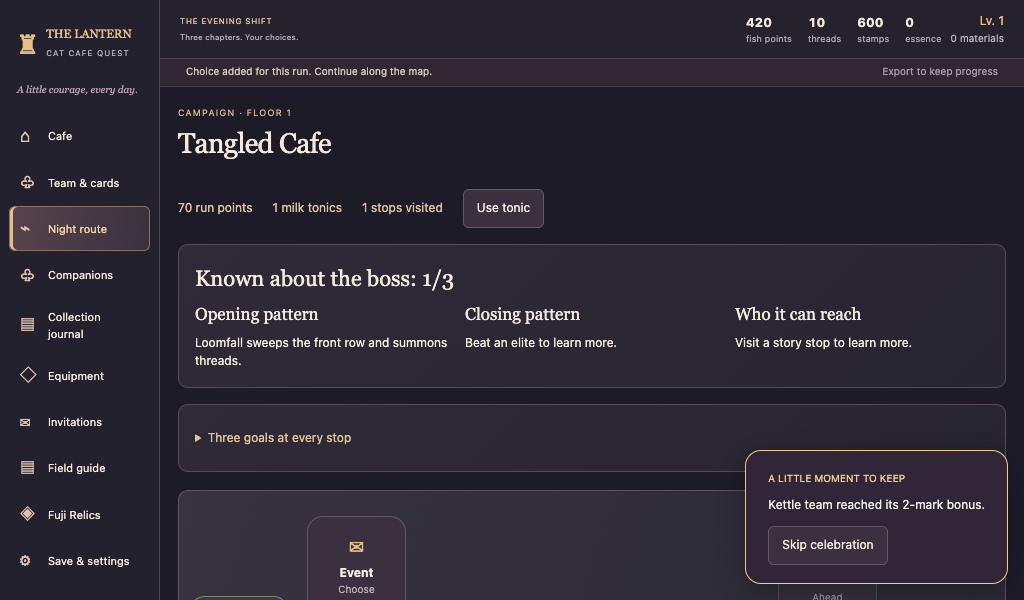 THE LANTERN
CAT CAFE QUEST
A little courage, every day.
Cafe
Team & cards
Night route
Companions
Collection
journal
Equipment
Invitations
Field guide
Fuji Relics
Save & settings
THE EVENING SHIFT
Three chapters. Your choices.
420
fish points
10
threads
600
stamps
0
essence
Lv. 1
0 materials
Choice added for this run. Continue along the map.
Export to keep progress
CAMPAIGN · FLOOR 1
Tangled Cafe
70 run points
1 milk tonics
1 stops visited
Use tonic
Known about the boss: 1/3
Opening pattern
Loomfall sweeps the front row and summons
threads.
Closing pattern
Beat an elite to learn more.
Who it can reach
Visit a story stop to learn more.
Three goals at every stop
Event
Choose
A LITTLE MOMENT TO KEEP
Kettle team reached its 2-mark bonus.
Skip celebration
Ahead